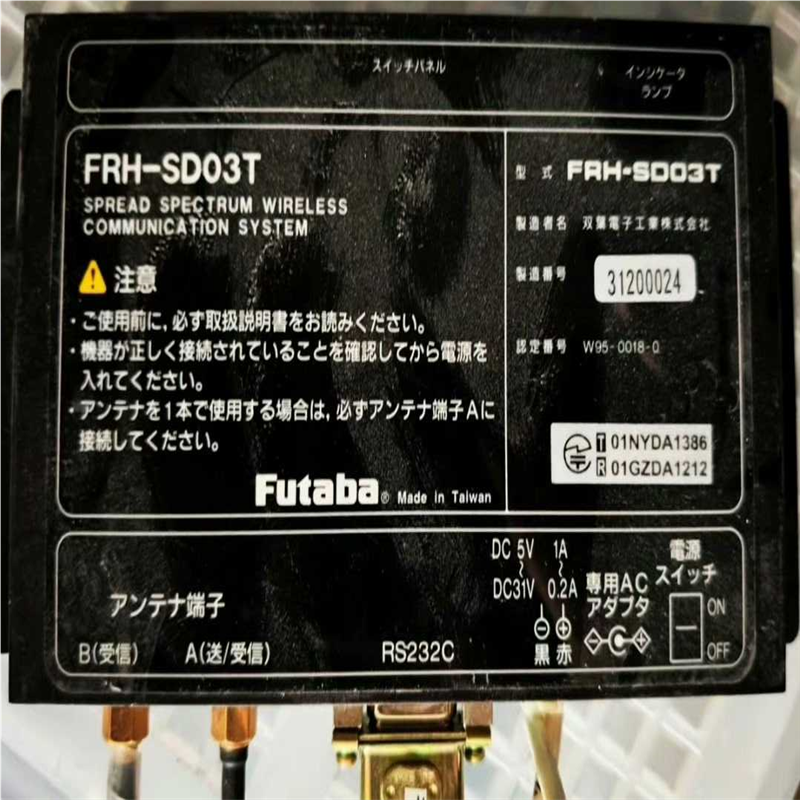 スイッチパネル
インジケータ
ランプ
FRH-SD03T
SPREAD SPECTRUM WIRELESS
COMMUNICATION SYSTEM
注意
・ご使用前に,必ず取扱説明書をお読みください。
・機器が正しく接続されていることを確認してから電源を
入れてください。
・アンテナを1本で使用する場合は,必ずアンテナ端子Aに
接続してください。
Futaba® Made in Taiwan
型式 FRH-SD03T
製造者名 双葉電子工業株式会社
製造番号 31200024
認定番号 W95-0018-0
T 01NYDA1386
R 01GZDA1212
アンテナ端子
B(受信) A(送/受信)
RS232C
DC 5V 1A
~ ~
DC31V 0.2A
⊖ ⊕
黒 赤
専用AC
アダプタ
電源
スイッチ
ON
OFF